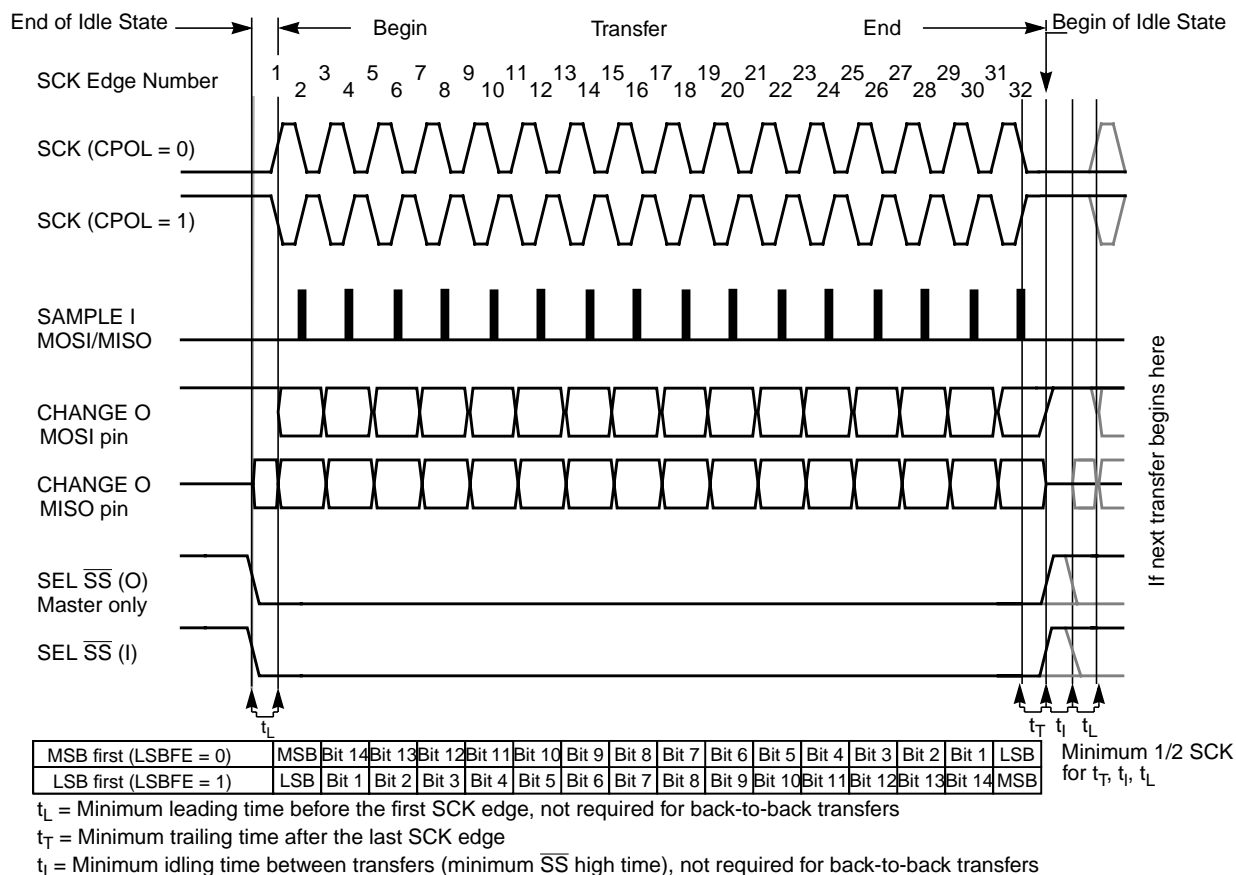 End of Idle State
Begin
Transfer
End
Begin of Idle State
SCK Edge Number
1 3 5 7 9 11 13 15 17 19 21 23 25 27 29 31
2 4 6 8 10 12 14 16 18 20 22 24 26 28 30 32
SCK (CPOL = 0)
SCK (CPOL = 1)
SAMPLE I
MOSI/MISO
CHANGE O
MOSI pin
CHANGE O
MISO pin
SEL S̅S̅ (O)
Master only
SEL S̅S̅ (I)
If next transfer begins here
tL
tT tI tL
MSB first (LSBFE = 0) MSB Bit 14 Bit 13 Bit 12 Bit 11 Bit 10 Bit 9 Bit 8 Bit 7 Bit 6 Bit 5 Bit 4 Bit 3 Bit 2 Bit 1 LSB
LSB first (LSBFE = 1) LSB Bit 1 Bit 2 Bit 3 Bit 4 Bit 5 Bit 6 Bit 7 Bit 8 Bit 9 Bit 10 Bit 11 Bit 12 Bit 13 Bit 14 MSB
Minimum 1/2 SCK
for tT, tI, tL
tL = Minimum leading time before the first SCK edge, not required for back-to-back transfers
tT = Minimum trailing time after the last SCK edge
tI = Minimum idling time between transfers (minimum S̅S̅ high time), not required for back-to-back transfers